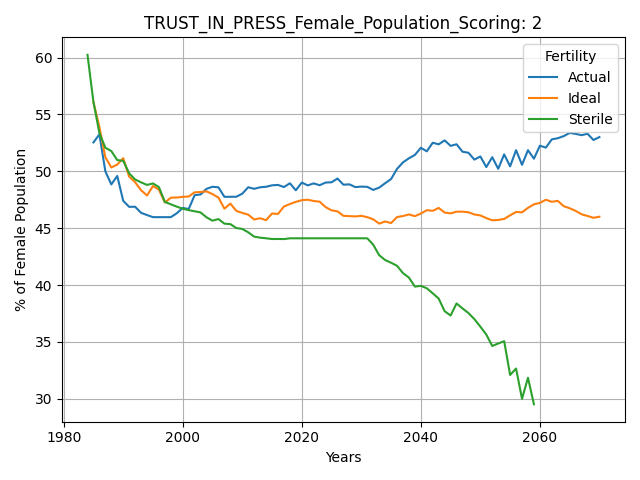 TRUST_IN_PRESS_Female_Population_Scoring: 2
Fertility
Actual
Ideal
Sterile
% of Female Population
60
55
50
45
40
35
30
1980
2000
2020
2040
2060
Years